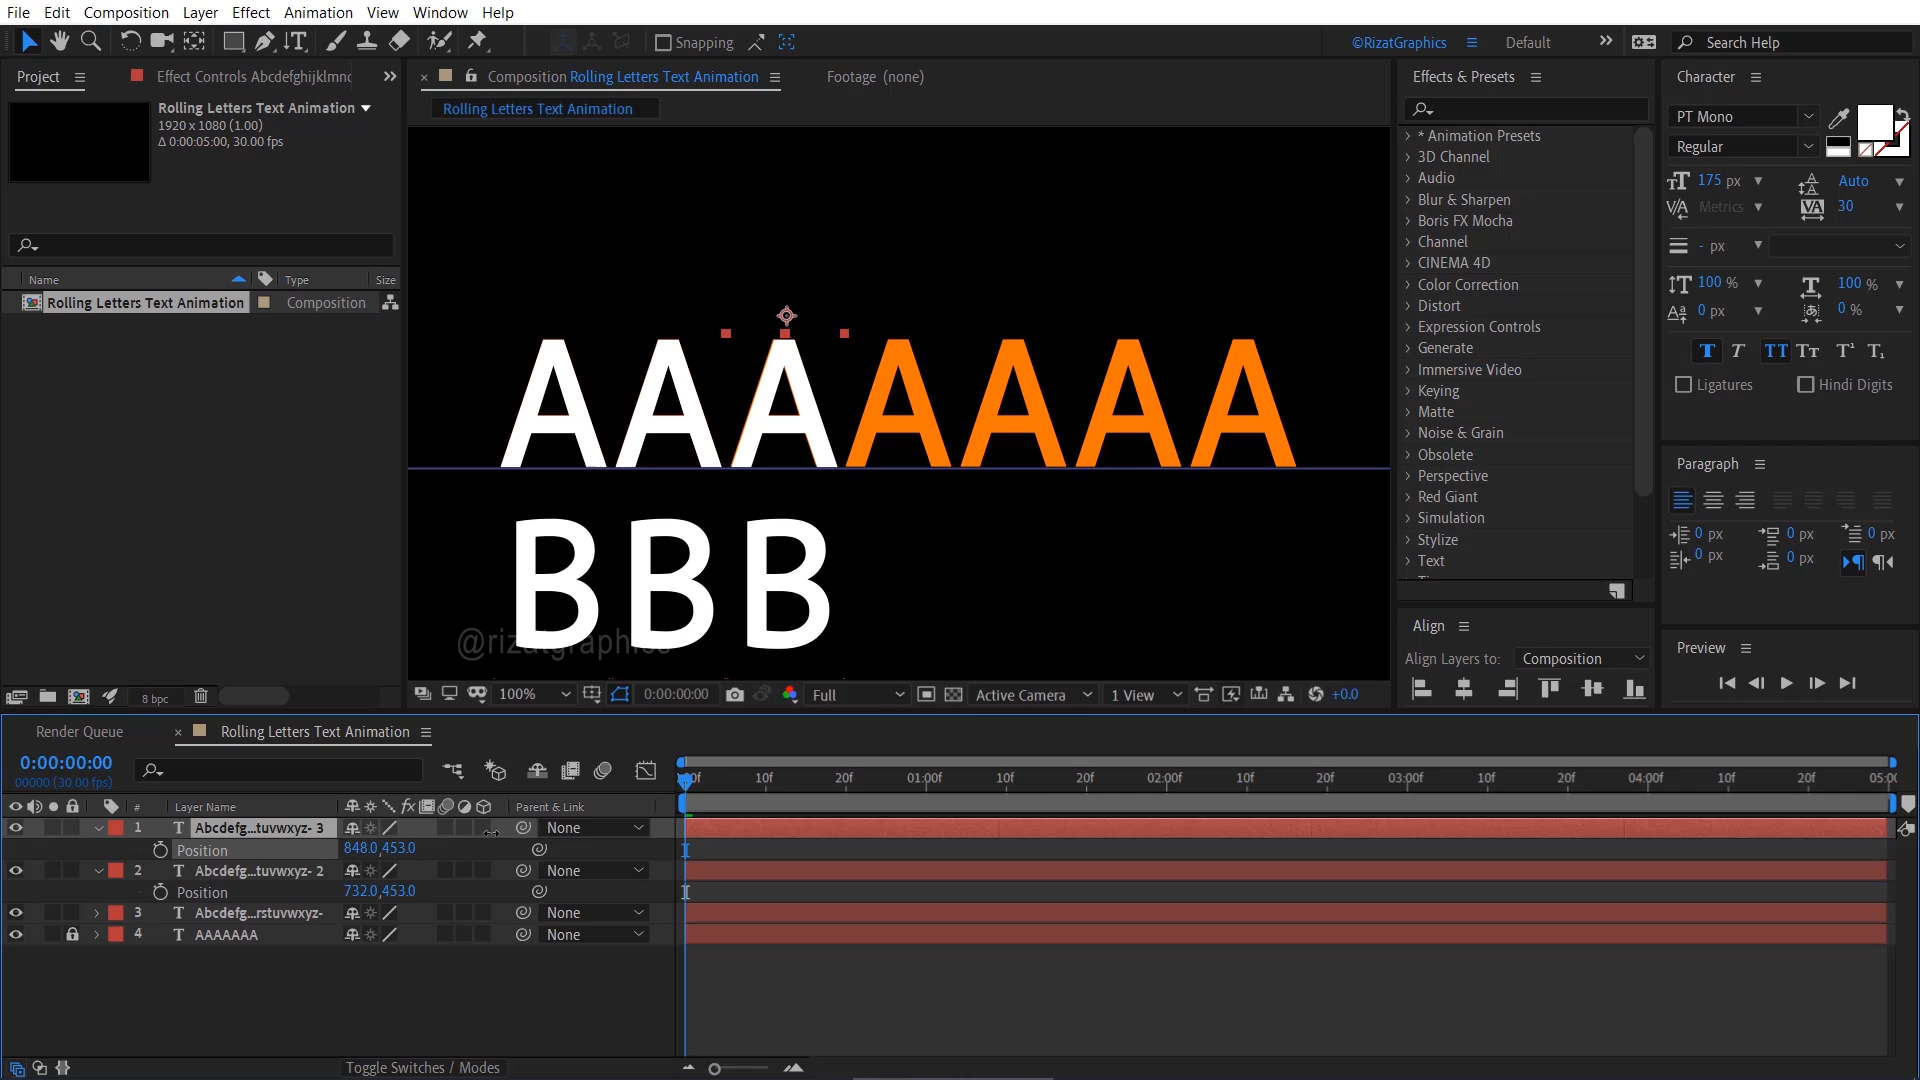 File Edit Composition Layer Effect Animation View Window Help
Snapping ©RizatGraphics Default Search Help
Project Effect Controls Abcdefghijklmno
Composition Rolling Letters Text Animation Footage (none)
Rolling Letters Text Animation
Effects & Presets
Character
Rolling Letters Text Animation
1920 x 1080 (1.00)
Δ 0:00:05:00, 30.00 fps
Name Type Size
Rolling Letters Text Animation Composition
AAAAAAA
BBB
@rizatgraphics
* Animation Presets
3D Channel
Audio
Blur & Sharpen
Boris FX Mocha
Channel
CINEMA 4D
Color Correction
Distort
Expression Controls
Generate
Immersive Video
Keying
Matte
Noise & Grain
Obsolete
Perspective
Red Giant
Simulation
Stylize
Text
PT Mono
Regular
175 px Auto
Metrics 30
- px
100 % 100 %
0 px 0 %
T T TT Tт T¹ T₁
Ligatures Hindi Digits
Paragraph
0 px 0 px 0 px
0 px 0 px
Align
Align Layers to: Composition
Preview
8 bpc
100% 0:00:00:00 Full Active Camera 1 View +0.0
Render Queue Rolling Letters Text Animation
0:00:00:00
00000 (30.00 fps)
10f 20f 01:00f 10f 20f 02:00f 10f 20f 03:00f 10f 20f 04:00f 10f 20f 05:00
# Layer Name fx Parent & Link
1 T Abcdefg...tuvwxyz- 3 None
Position 848.0,453.0
2 T Abcdefg...tuvwxyz- 2 None
Position 732.0,453.0
3 T Abcdefg...rstuvwxyz- None
4 T AAAAAAA None
Toggle Switches / Modes